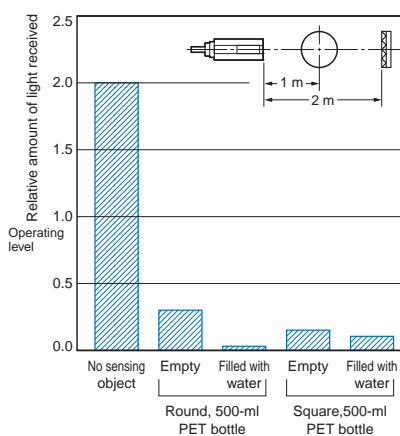 Relative amount of light received
2.5
2.0
1.5
1.0
Operating
level
0.5
0.0
1 m
2 m
No sensing
object
Empty
Filled with
water
Empty
Filled with
water
Round, 500-ml
PET bottle
Square,500-ml
PET bottle